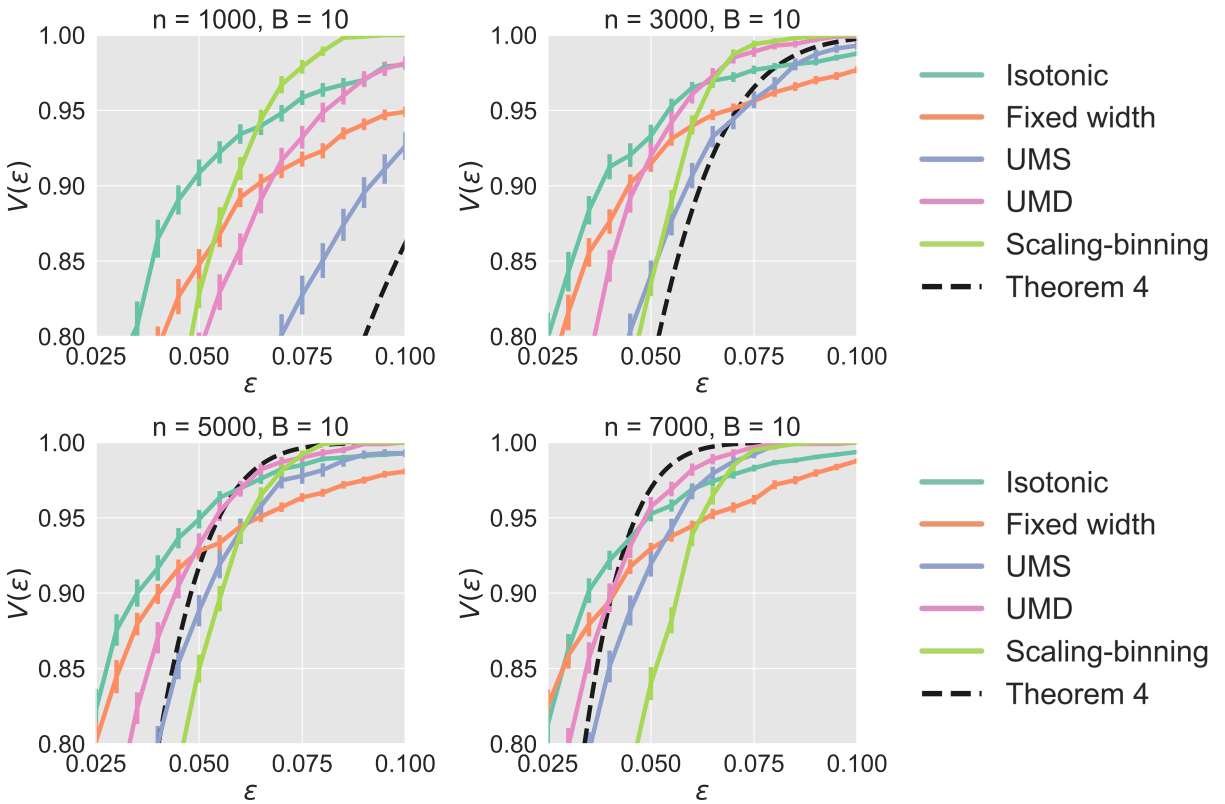 n = 1000, B = 10
1.00
0.95
0.90
0.85
0.80
V(ε)
0.025 0.050 0.075 0.100
ε
n = 3000, B = 10
1.00
0.95
0.90
0.85
0.80
V(ε)
0.025 0.050 0.075 0.100
ε
Isotonic
Fixed width
UMS
UMD
Scaling-binning
Theorem 4
n = 5000, B = 10
1.00
0.95
0.90
0.85
0.80
V(ε)
0.025 0.050 0.075 0.100
ε
n = 7000, B = 10
1.00
0.95
0.90
0.85
0.80
V(ε)
0.025 0.050 0.075 0.100
ε
Isotonic
Fixed width
UMS
UMD
Scaling-binning
Theorem 4